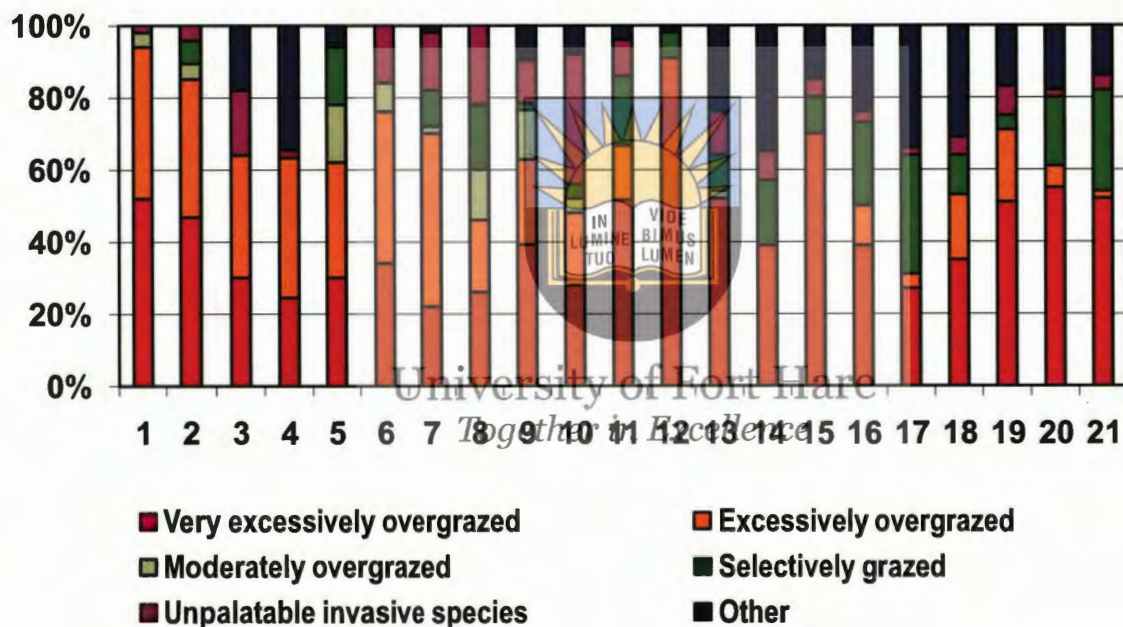 100%
80%
60%
40%
20%
0%
IN
LUMINE
TUO
VIDE
BIMUS
LUMEN
University of Fort Hare
Together in Excellence
1 2 3 4 5 6 7 8 9 10 11 12 13 14 15 16 17 18 19 20 21
Very excessively overgrazed
Excessively overgrazed
Moderately overgrazed
Selectively grazed
Unpalatable invasive species
Other